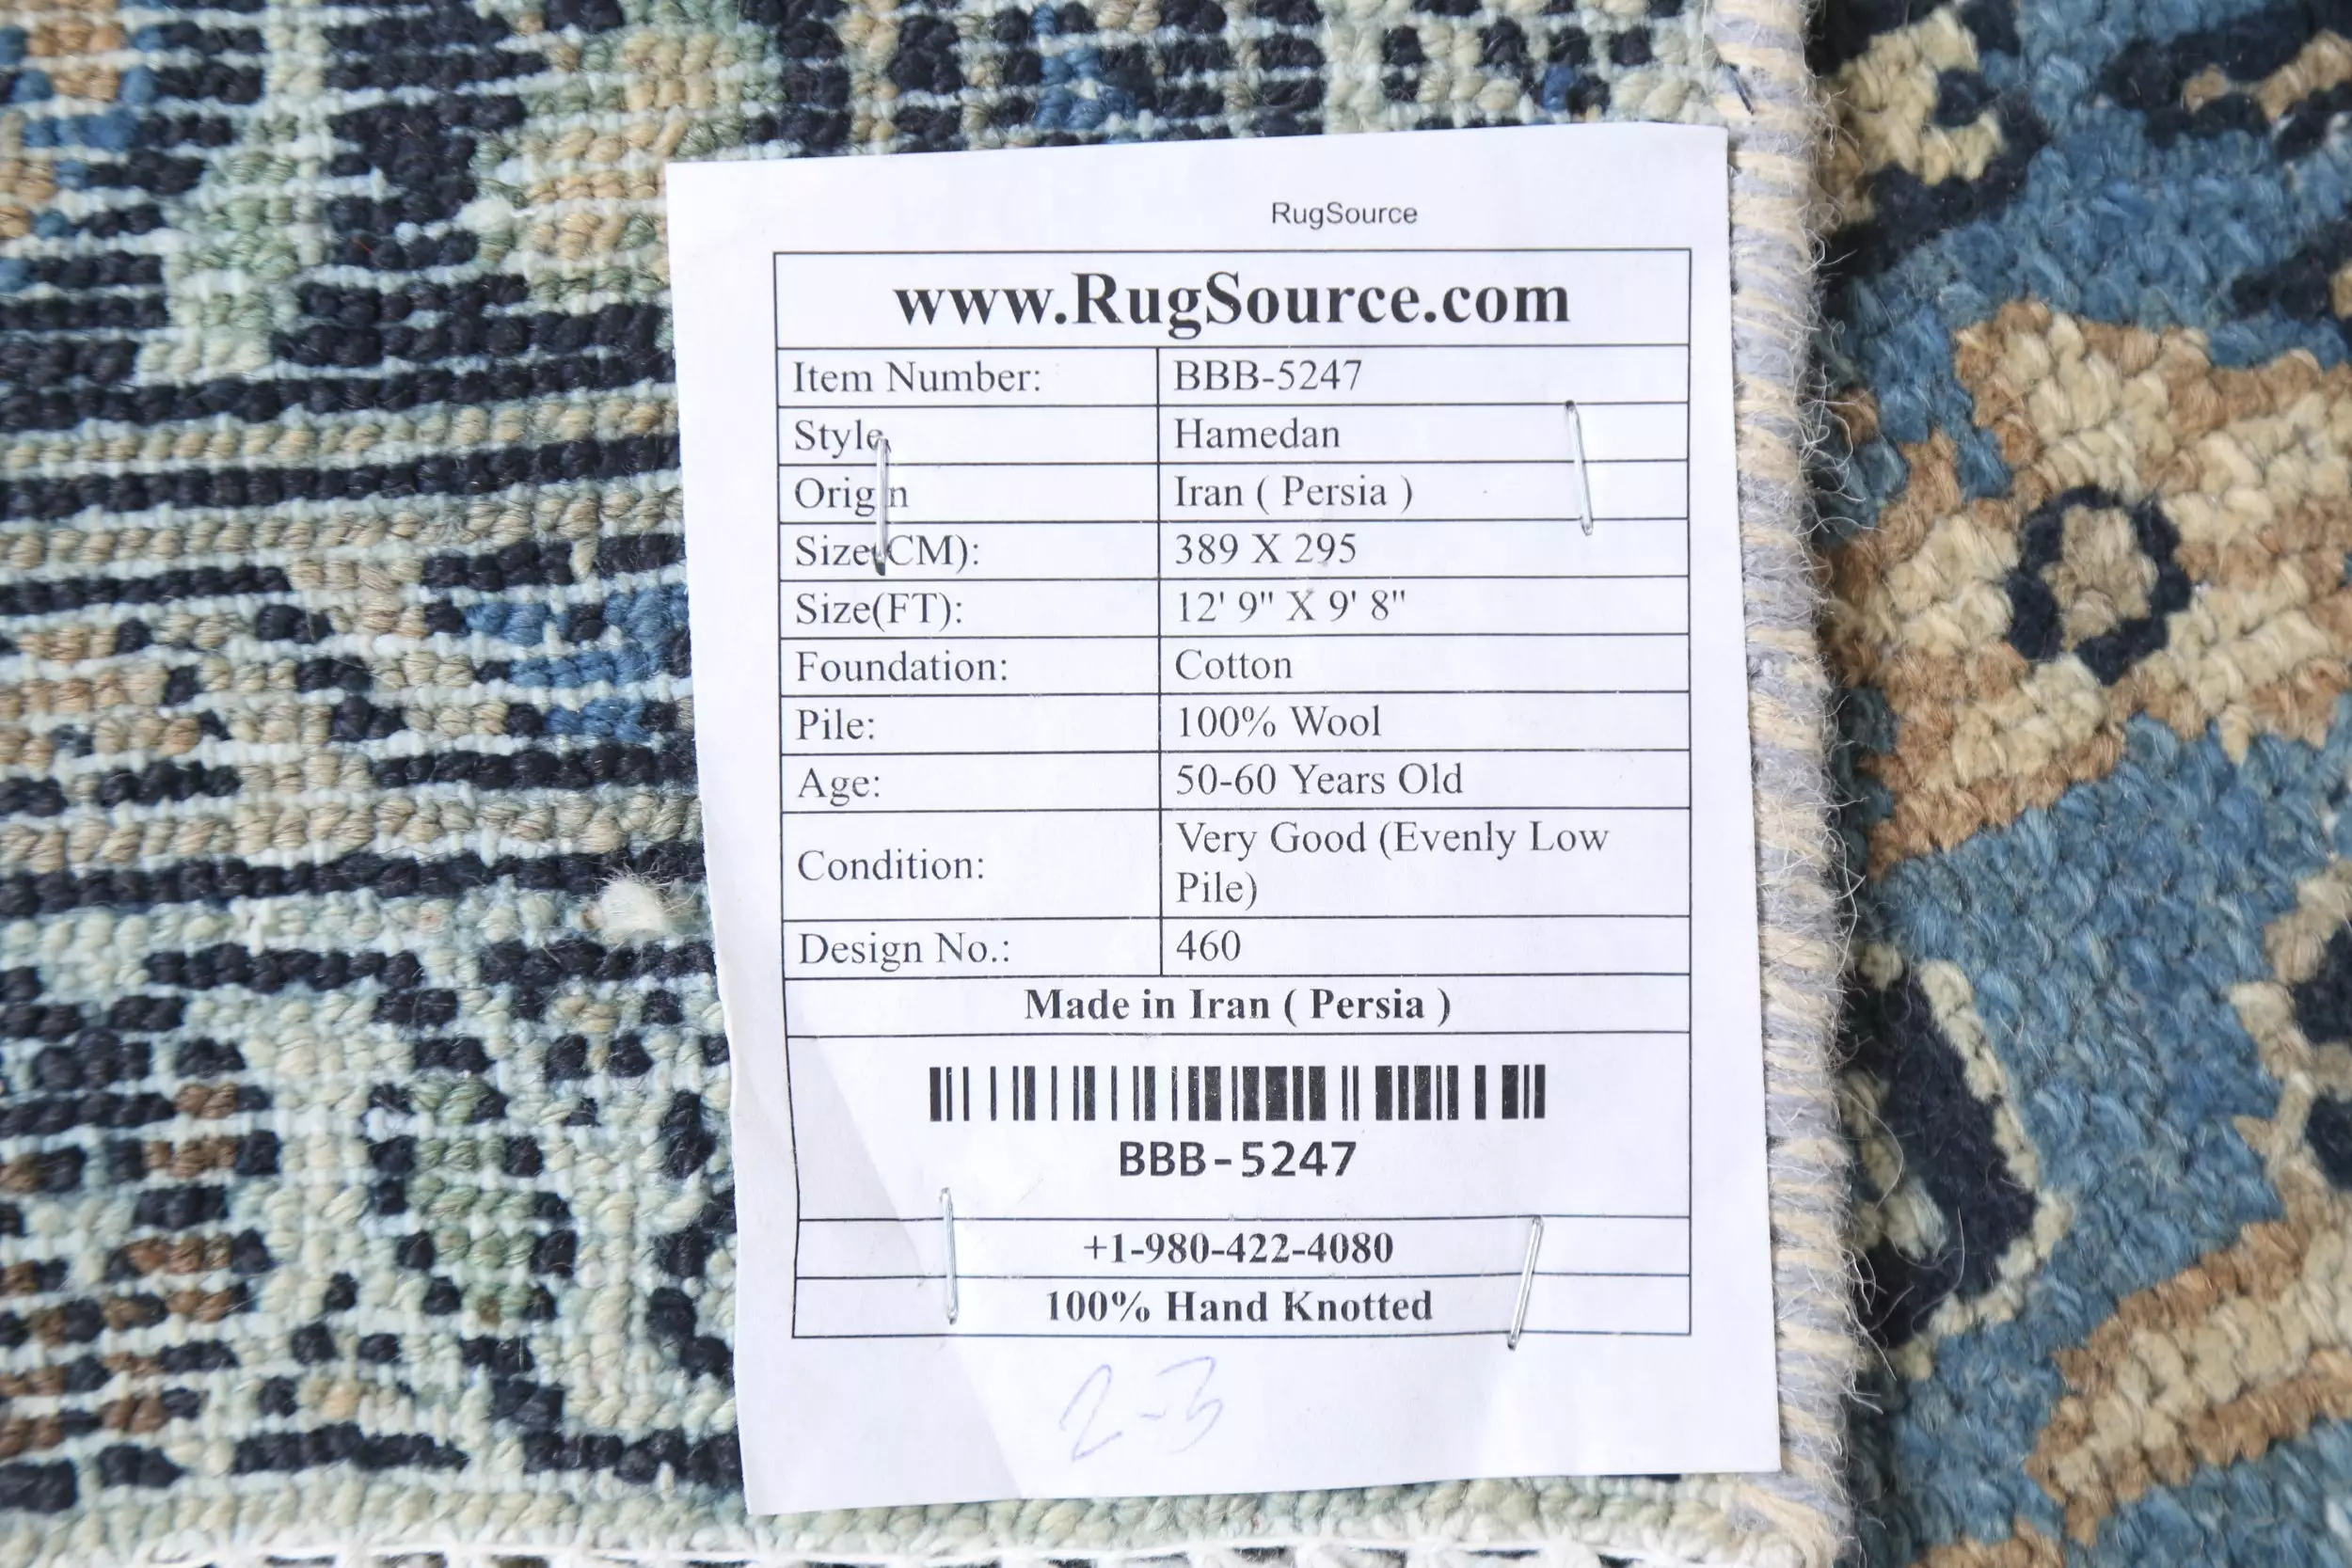 RugSource
www.RugSource.com
Item Number: BBB-5247
Style Hamedan
Origin Iran ( Persia )
Size(CM): 389 X 295
Size(FT): 12' 9" X 9' 8"
Foundation: Cotton
Pile: 100% Wool
Age: 50-60 Years Old
Condition: Very Good (Evenly Low
Pile)
Design No.: 460
Made in Iran ( Persia )
BBB-5247
+1-980-422-4080
100% Hand Knotted
2-3